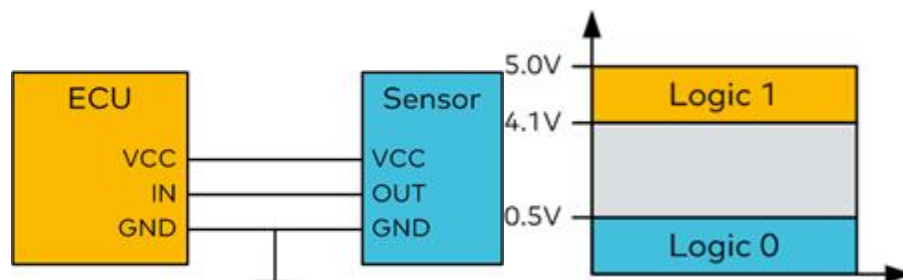 ECU
VCC
IN
GND
Sensor
VCC
OUT
GND
5.0V
4.1V
0.5V
Logic 1
Logic 0